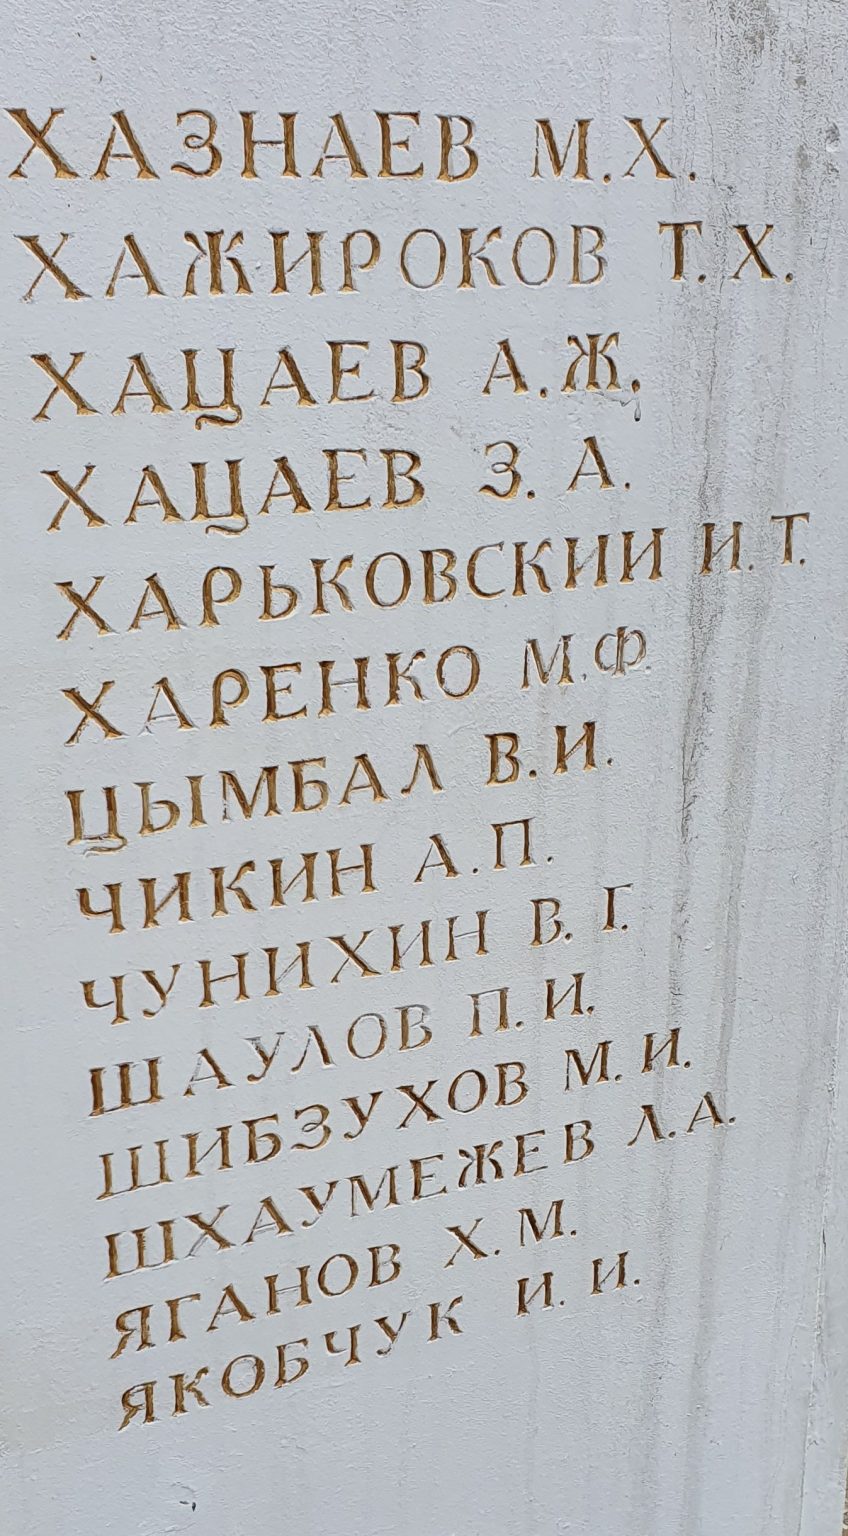 ХАЗНАЕВ М.Х.
ХАЖИРОКОВ Т.Х.
ХАЦАЕВ А.Ж.
ХАЦАЕВ З.А.
ХАРЬКОВСКИИ И.Т.
ХАРЕНКО М.Ф.
ЦЫМБАЛ В.И.
ЧИКИН А.П.
ЧУНИХИН В.Г.
ШАУЛОВ П.И.
ШИБЗУХОВ М.И.
ШХАУМЕЖЕВ Л.А.
ЯГАНОВ Х.М.
ЯКОБЧУК И.И.